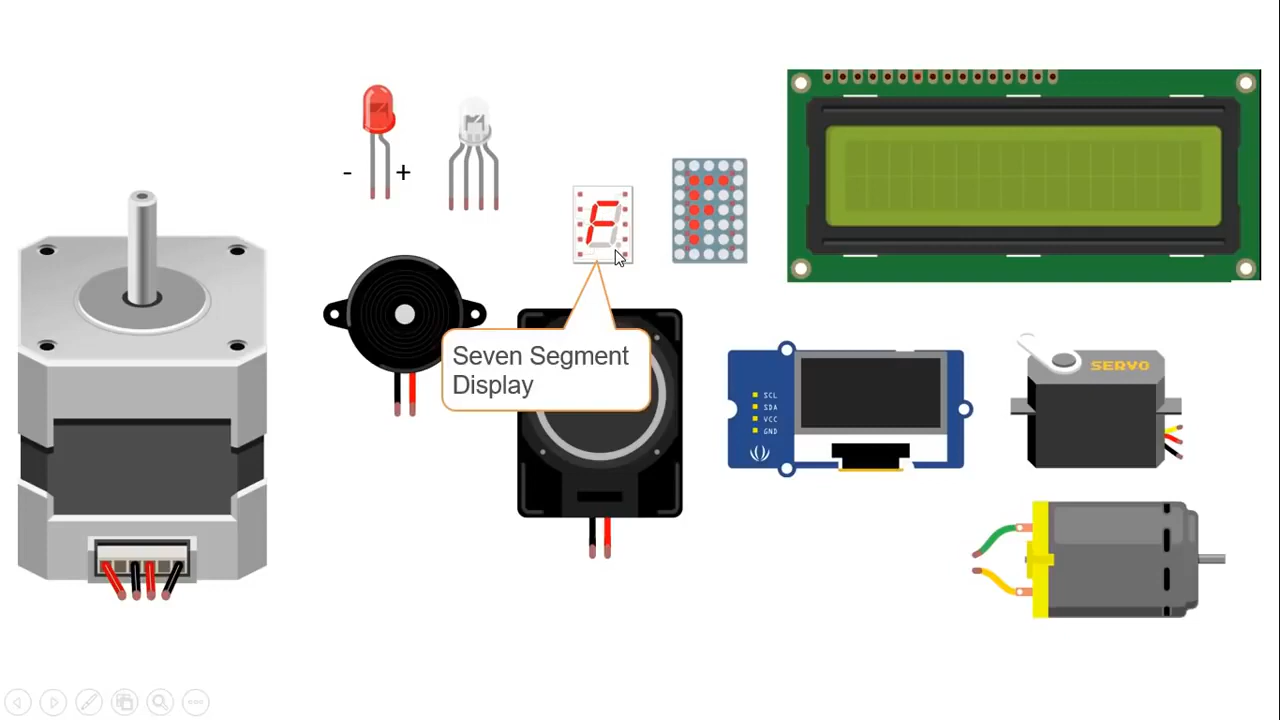 - +
F
Seven Segment
Display
SCL
SDA
VCC
GND
SERVO